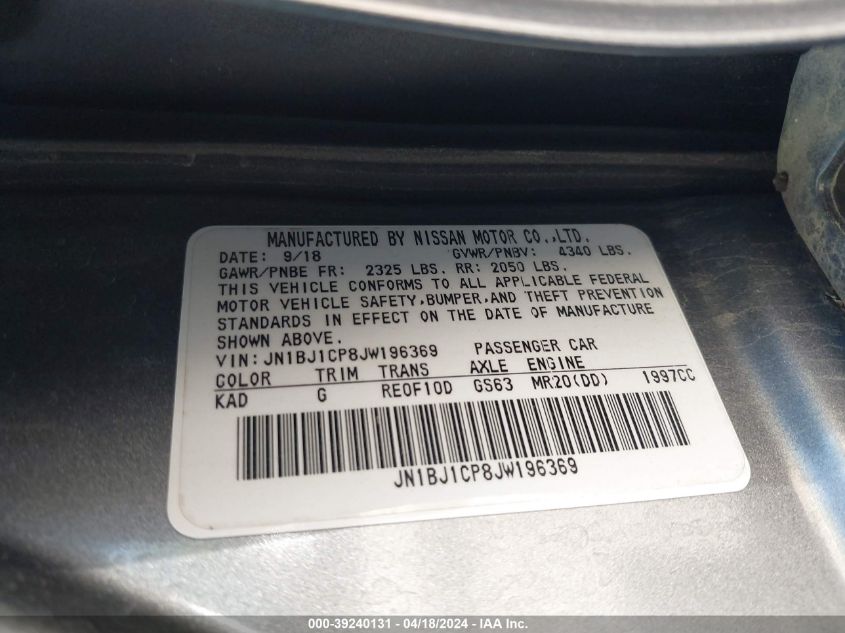 MANUFACTURED BY NISSAN MOTOR CO.,LTD.
DATE: 9/18 GVWR/PNBV: 4340 LBS.
GAWR/PNBE FR: 2325 LBS. RR: 2050 LBS.
THIS VEHICLE CONFORMS TO ALL APPLICABLE FEDERAL
MOTOR VEHICLE SAFETY,BUMPER,AND THEFT PREVENTION
STANDARDS IN EFFECT ON THE DATE OF MANUFACTURE
SHOWN ABOVE.
VIN: JN1BJ1CP8JW196369 PASSENGER CAR
COLOR TRIM TRANS AXLE ENGINE
KAD G RE0F10D GS63 MR20(DD) 1997CC
JN1BJ1CP8JW196369
000-39240131 - 04/18/2024 - IAA Inc.